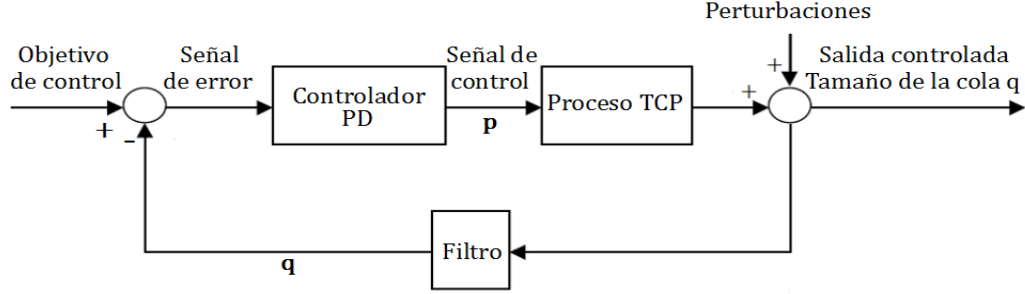 Perturbaciones
Objetivo
de control
Señal
de error
Controlador
PD
Señal de
control
p
Proceso TCP
Salida controlada
Tamaño de la cola q
+
-
+
+
Filtro
q